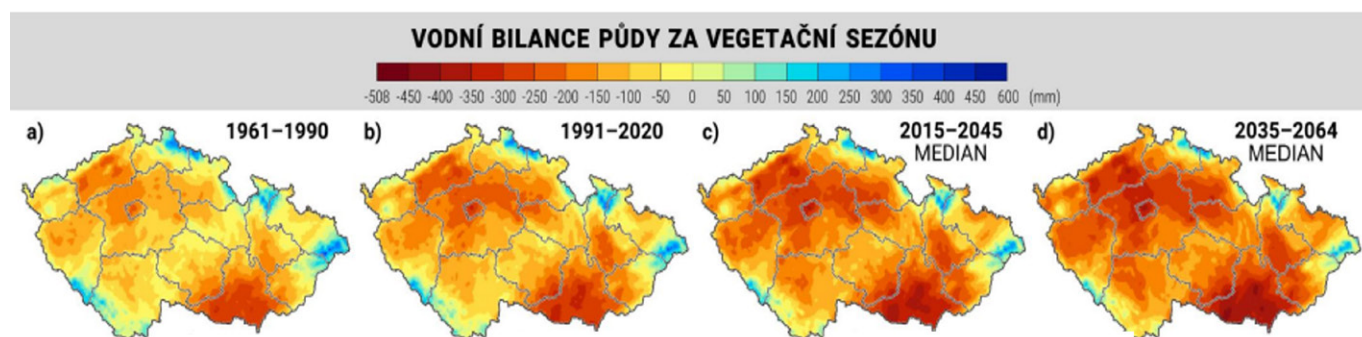 VODNÍ BILANCE PŮDY ZA VEGETAČNÍ SEZÓNU
-508 -450 -400 -350 -300 -250 -200 -150 -100 -50 0 50 100 150 200 250 300 350 400 450 600 (mm)
a) 1961–1990 b) 1991–2020 c) 2015–2045 d) 2035–2064
MEDIAN MEDIAN